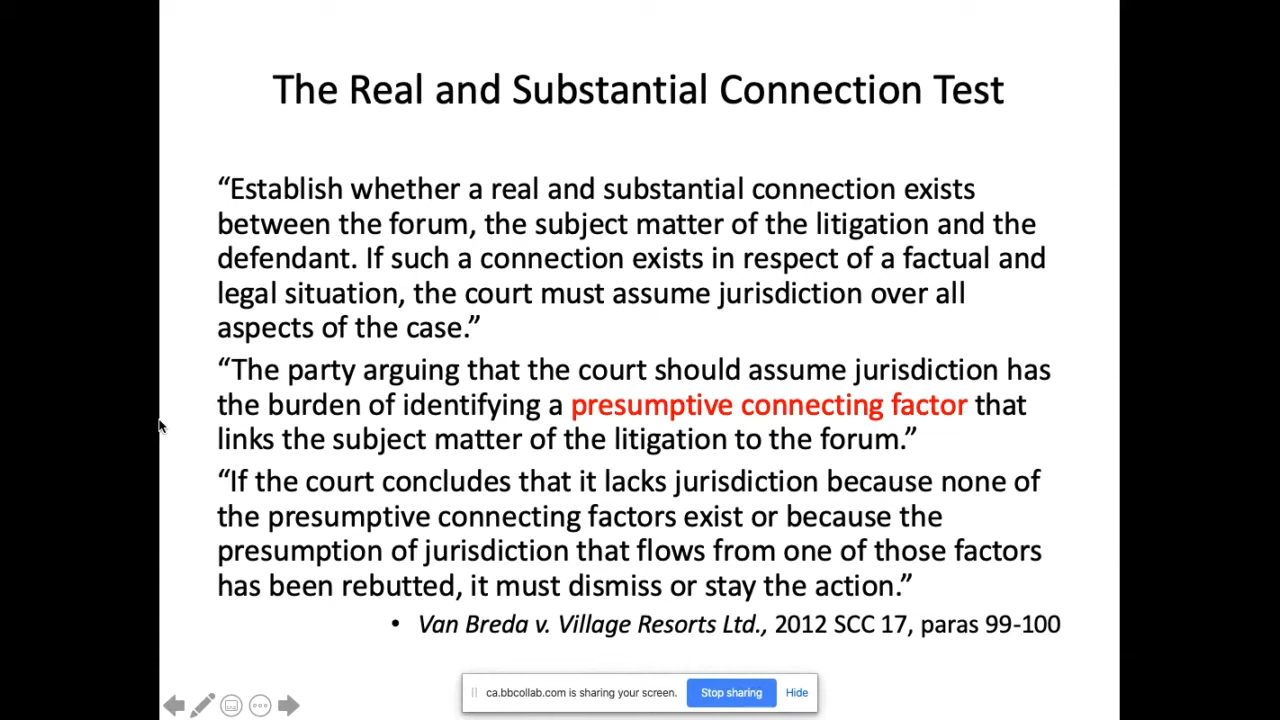 The Real and Substantial Connection Test
“Establish whether a real and substantial connection exists
between the forum, the subject matter of the litigation and the
defendant. If such a connection exists in respect of a factual and
legal situation, the court must assume jurisdiction over all
aspects of the case.”
“The party arguing that the court should assume jurisdiction has
the burden of identifying a presumptive connecting factor that
links the subject matter of the litigation to the forum.”
“If the court concludes that it lacks jurisdiction because none of
the presumptive connecting factors exist or because the
presumption of jurisdiction that flows from one of those factors
has been rebutted, it must dismiss or stay the action.”
• Van Breda v. Village Resorts Ltd., 2012 SCC 17, paras 99-100
ca.bbcollab.com is sharing your screen. Stop sharing Hide